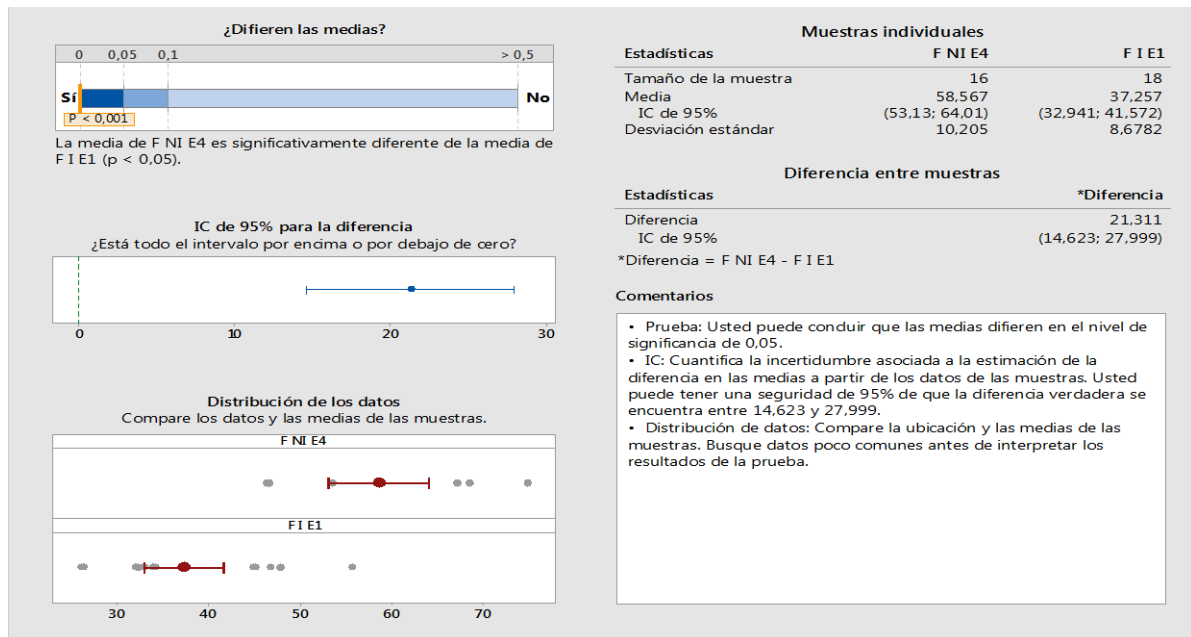 ¿Difieren las medias?
0 0,05 0,1 > 0,5
Sí No
P < 0,001
La media de F NI E4 es significativamente diferente de la media de
F I E1 (p < 0,05).
IC de 95% para la diferencia
¿Está todo el intervalo por encima o por debajo de cero?
0 10 20 30
Distribución de los datos
Compare los datos y las medias de las muestras.
F NI E4
F I E1
30 40 50 60 70
Muestras individuales
Estadísticas F NI E4 F I E1
Tamaño de la muestra 16 18
Media 58,567 37,257
IC de 95% (53,13; 64,01) (32,941; 41,572)
Desviación estándar 10,205 8,6782
Diferencia entre muestras
Estadísticas *Diferencia
Diferencia 21,311
IC de 95% (14,623; 27,999)
*Diferencia = F NI E4 - F I E1
Comentarios
• Prueba: Usted puede concluir que las medias difieren en el nivel de
significancia de 0,05.
• IC: Cuantifica la incertidumbre asociada a la estimación de la
diferencia en las medias a partir de los datos de las muestras. Usted
puede tener una seguridad de 95% de que la diferencia verdadera se
encuentra entre 14,623 y 27,999.
• Distribución de datos: Compare la ubicación y las medias de las
muestras. Busque datos poco comunes antes de interpretar los
resultados de la prueba.